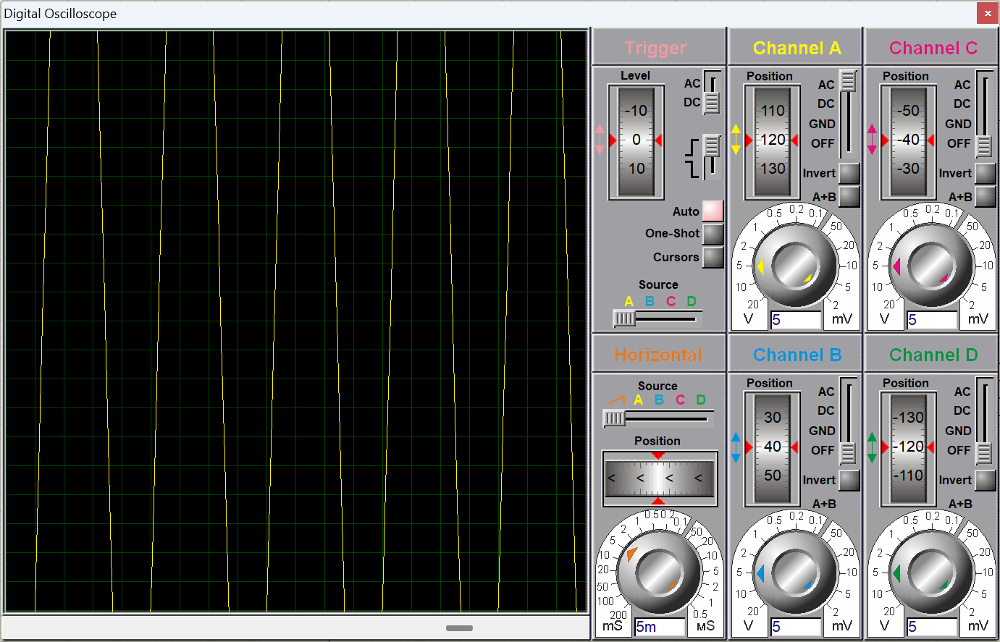 Digital Oscilloscope
×
Trigger
Level
AC
DC
-10
0
10
Auto
One-Shot
Cursors
Source
A B C D
Channel A
Position
AC
DC
GND
OFF
110
120
130
Invert
A+B
20 10 5 2 1 0.5 0.2 0.1 50 20 10 5 2
V
5
mV
Channel C
Position
AC
DC
GND
OFF
-50
-40
-30
Invert
A+B
20 10 5 2 1 0.5 0.2 0.1 50 20 10 5 2
V
5
mV
Horizontal
Source
A B C D
Position
< < < <
200 100 50 20 10 5 2 1 0.5 0.2 0.1 50 20 10 5 2 1 0.5
mS
5m
мS
Channel B
Position
AC
DC
GND
OFF
30
40
50
Invert
A+B
20 10 5 2 1 0.5 0.2 0.1 50 20 10 5 2
V
5
mV
Channel D
Position
AC
DC
GND
OFF
-130
-120
-110
Invert
A+B
20 10 5 2 1 0.5 0.2 0.1 50 20 10 5 2
V
5
mV